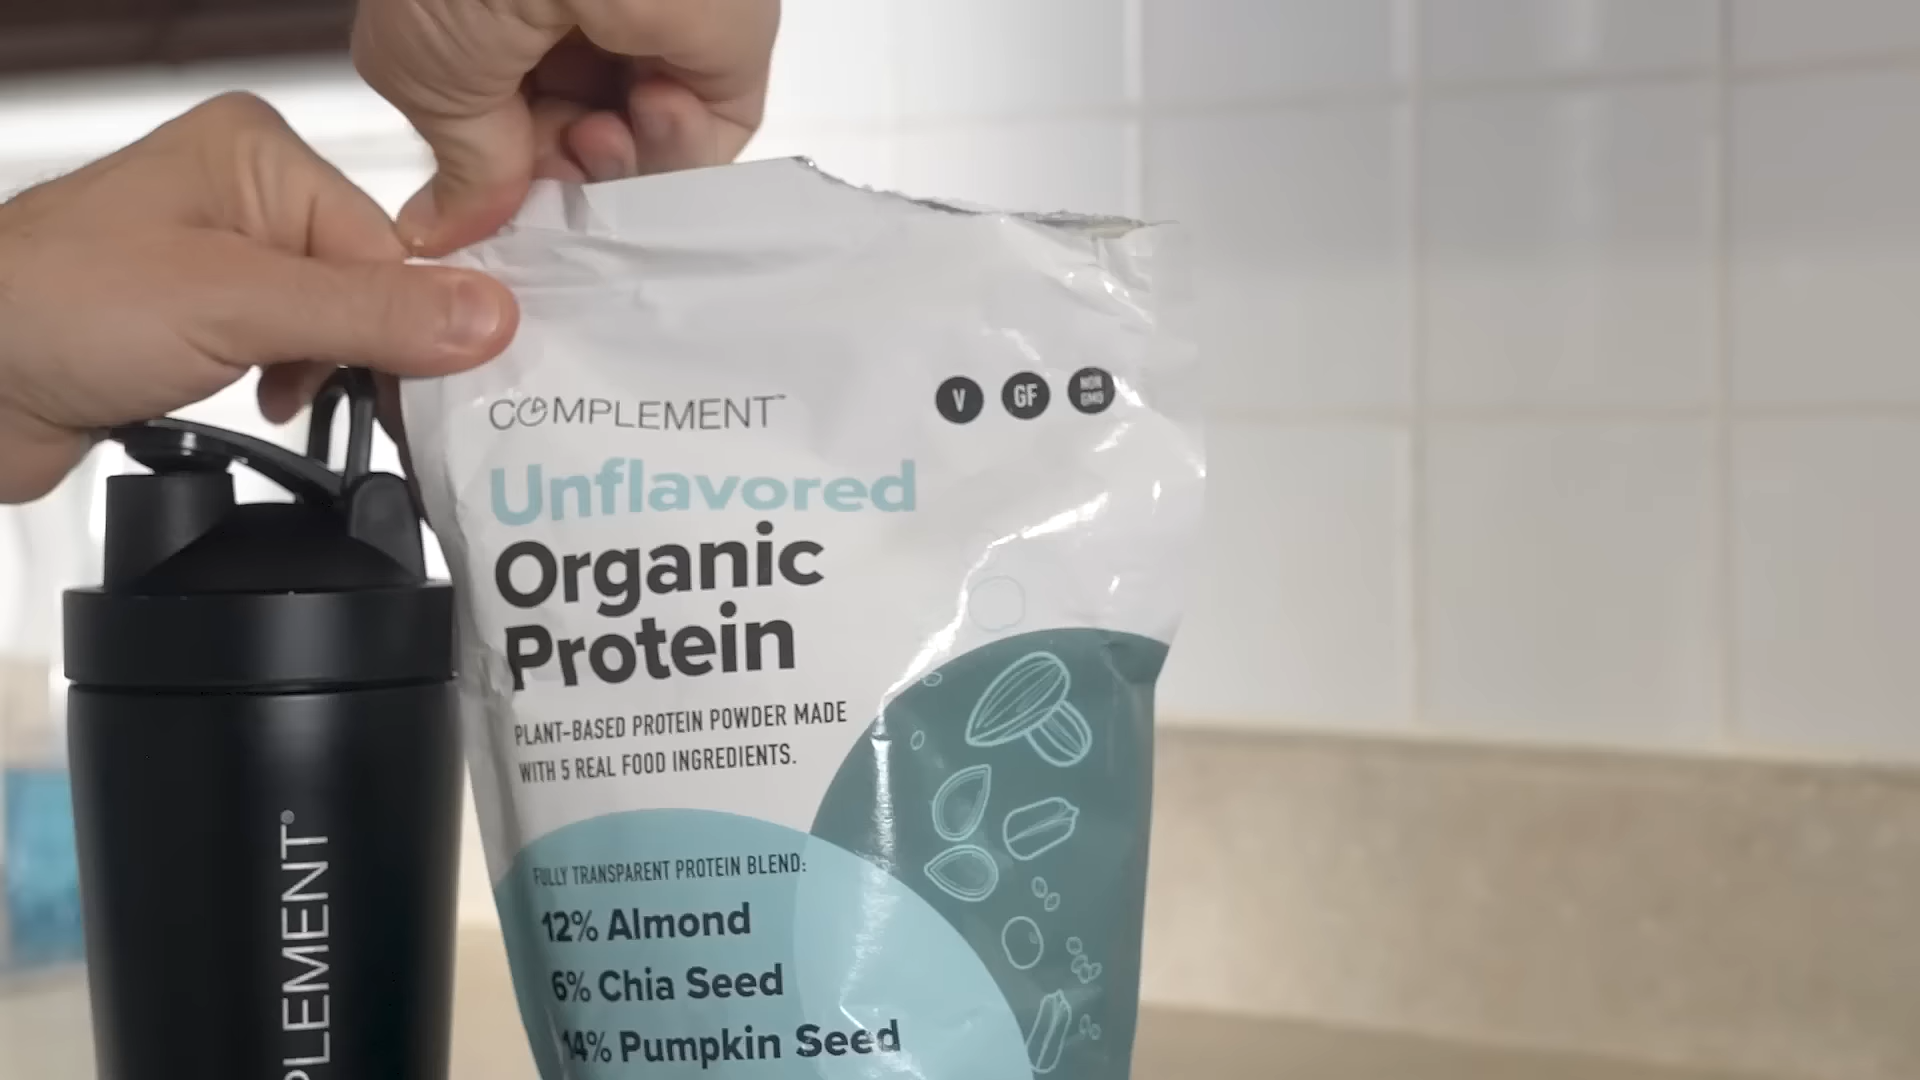 COMPLEMENT™
V GF NON GMO
Unflavored
Organic
Protein
PLANT-BASED PROTEIN POWDER MADE
WITH 5 REAL FOOD INGREDIENTS.
FULLY TRANSPARENT PROTEIN BLEND:
12% Almond
6% Chia Seed
14% Pumpkin Seed
PLEMENT®